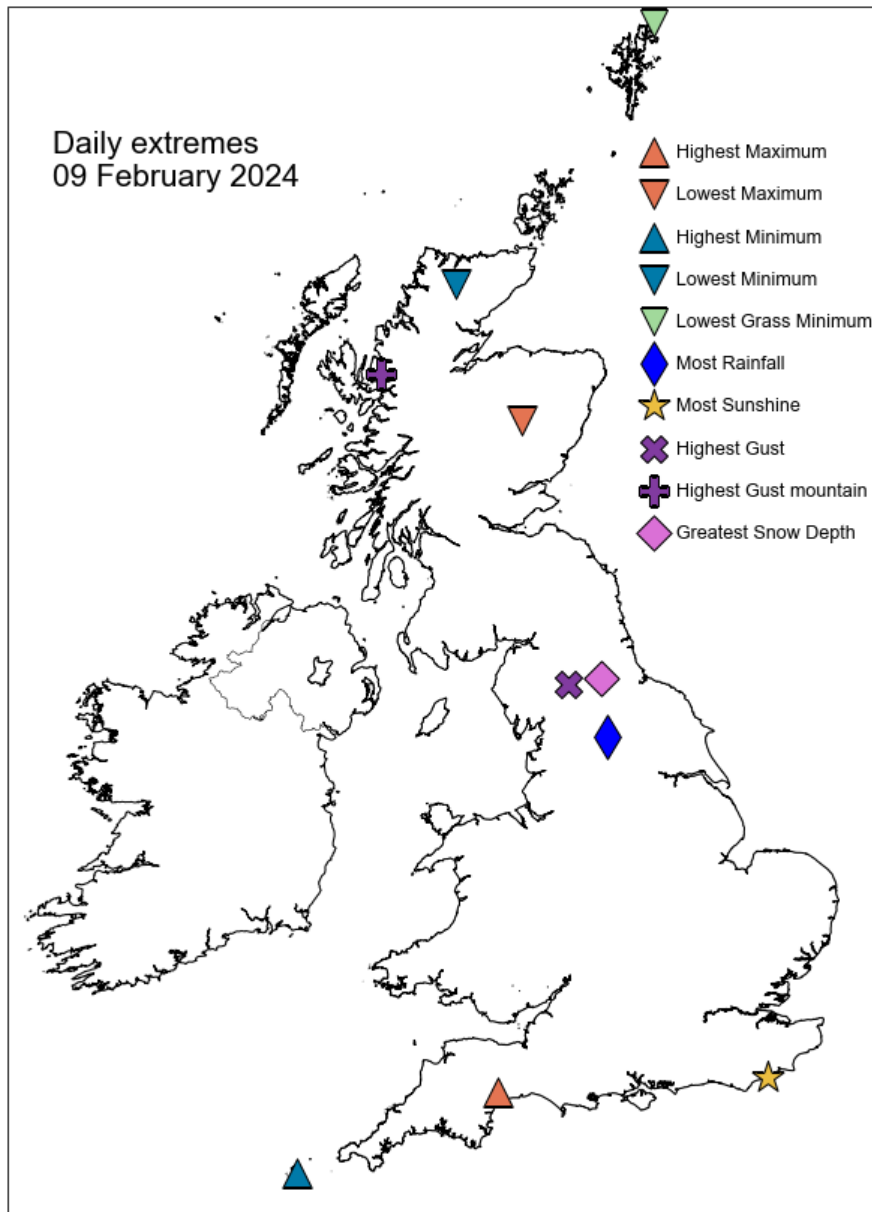 Daily extremes
09 February 2024
Highest Maximum
Lowest Maximum
Highest Minimum
Lowest Minimum
Lowest Grass Minimum
Most Rainfall
Most Sunshine
Highest Gust
Highest Gust mountain
Greatest Snow Depth